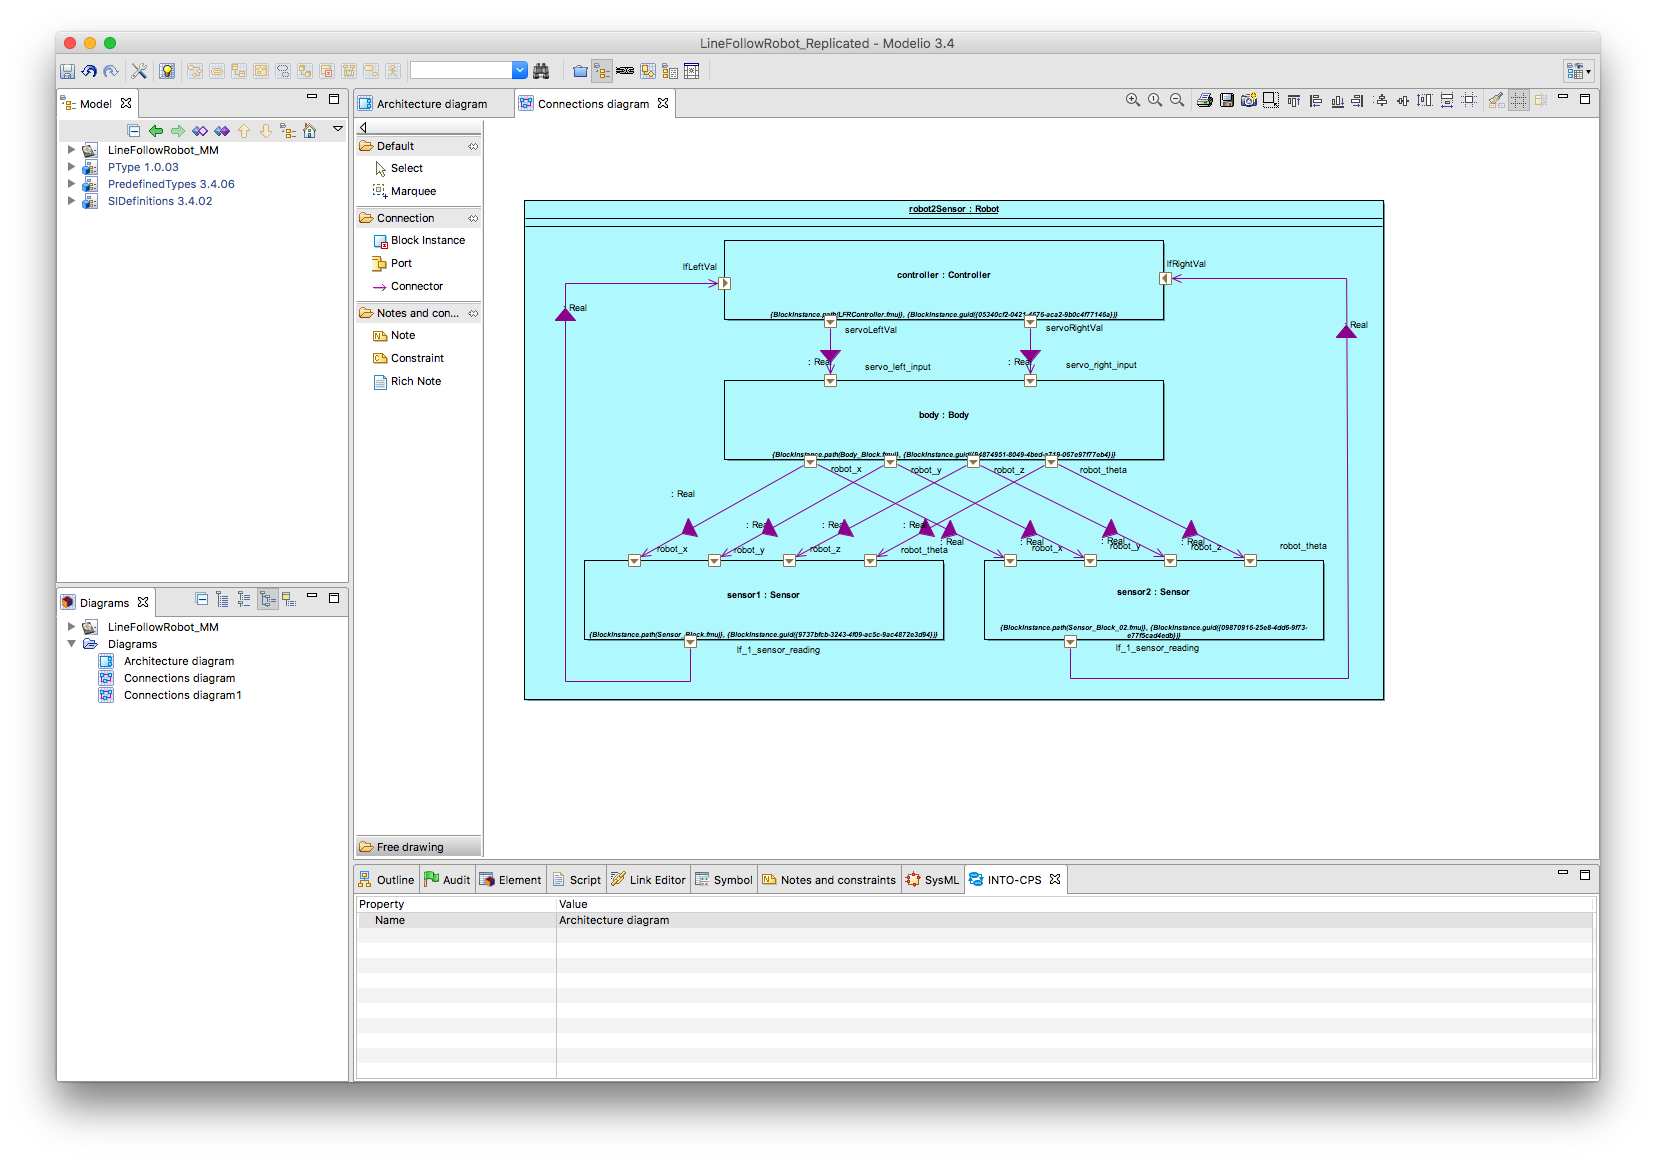 LineFollowRobot_Replicated - Modelio 3.4
Model
LineFollowRobot_MM
PType 1.0.03
PredefinedTypes 3.4.06
SIDefinitions 3.4.02
Diagrams
LineFollowRobot_MM
Diagrams
Architecture diagram
Connections diagram
Connections diagram1
Architecture diagram
Connections diagram
Default
Select
Marquee
Connection
Block Instance
Port
Connector
Notes and con...
Note
Constraint
Rich Note
Free drawing
robot2Sensor : Robot
lfLeftVal
lfRightVal
controller : Controller
: Real
: Real
{BlockInstance.path(LFRController.fmu)}, {BlockInstance.guid({05340cf2-0421-4676-aca2-9b0c4f77146a})}
servoLeftVal
servoRightVal
: Real
: Real
servo_left_input
servo_right_input
body : Body
{BlockInstance.path(Body_Block.fmu)}, {BlockInstance.guid({94874951-8049-4bed-a719-067e97f77eb4})}
robot_x
robot_y
robot_z
robot_theta
: Real
: Real
: Real
: Real
: Real
: Real
: Real
: Real
robot_x
robot_y
robot_z
robot_theta
robot_x
robot_y
robot_z
robot_theta
sensor1 : Sensor
sensor2 : Sensor
{BlockInstance.path(Sensor_Block.fmu)}, {BlockInstance.guid({9737bfcb-3243-4f09-ac5c-9ac4872e3d94})}
{BlockInstance.path(Sensor_Block_02.fmu)}, {BlockInstance.guid({09870916-25e8-4dd6-9f73-
e77f5cad4edb})}
lf_1_sensor_reading
lf_1_sensor_reading
Outline
Audit
Element
Script
Link Editor
Symbol
Notes and constraints
SysML
INTO-CPS
Property
Value
Name
Architecture diagram